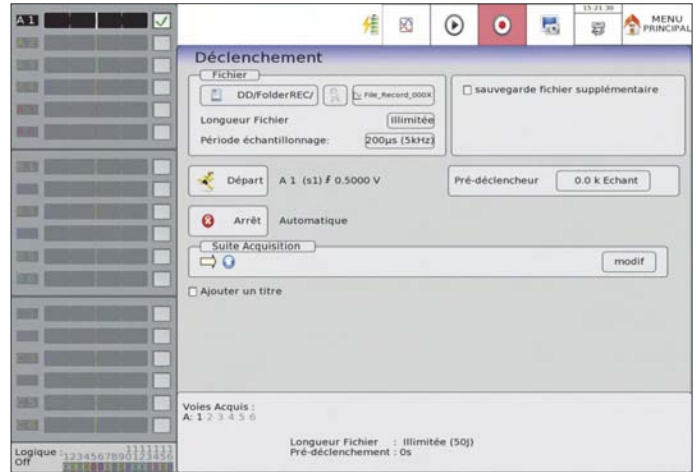 A 1
15:21:30
MENU PRINCIPAL
Déclenchement
Fichier
DD/FolderREC/
File_Record_000X
sauvegarde fichier supplémentaire
Longueur Fichier
Illimitée
Période échantillonnage:
200µs (5kHz)
Départ
A 1 (s1) 0.5000 V
Pré-déclencheur
0.0 k Echant
Arrêt
Automatique
Suite Acquisition
modif
Ajouter un titre
Voies Acquis :
A: 1 2 3 4 5 6
Longueur Fichier : Illimitée (50J)
Pré-déclenchement : 0s
Logique :
Off
1111111
1234567890123456